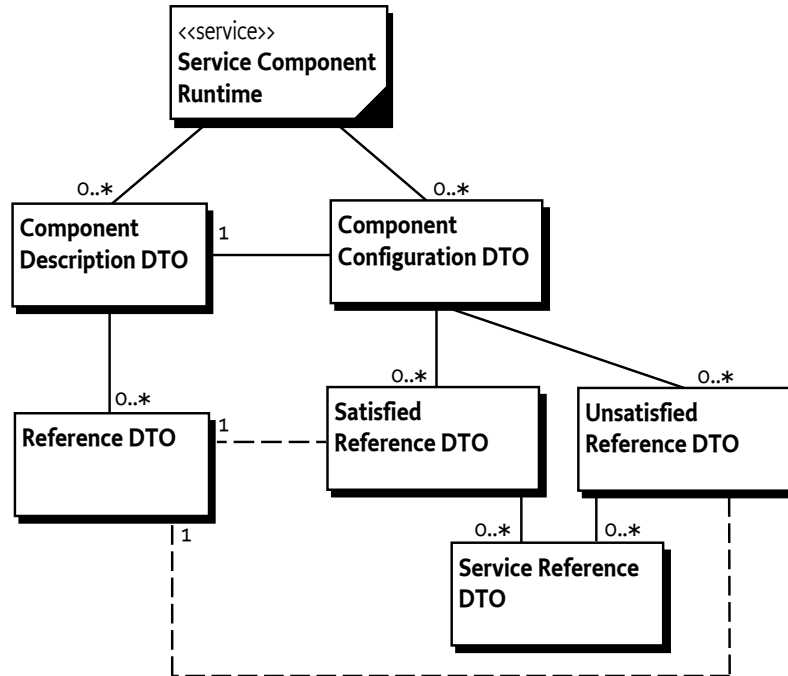 <<service>>
Service Component
Runtime
0..*
0..*
Component
Description DTO
1
Component
Configuration DTO
0..*
0..*
0..*
Reference DTO
1
Satisfied
Reference DTO
Unsatisfied
Reference DTO
1
0..*
0..*
Service Reference
DTO